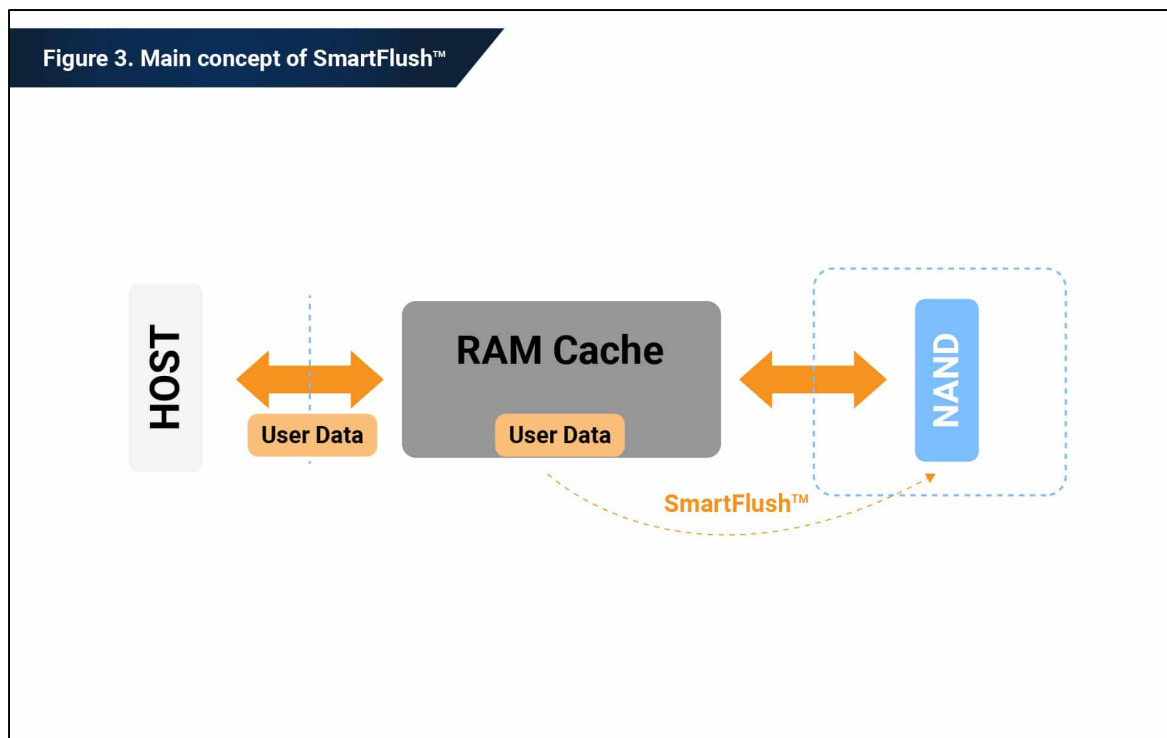 Figure 3. Main concept of SmartFlush™
HOST
User Data
RAM Cache
User Data
NAND
SmartFlush™